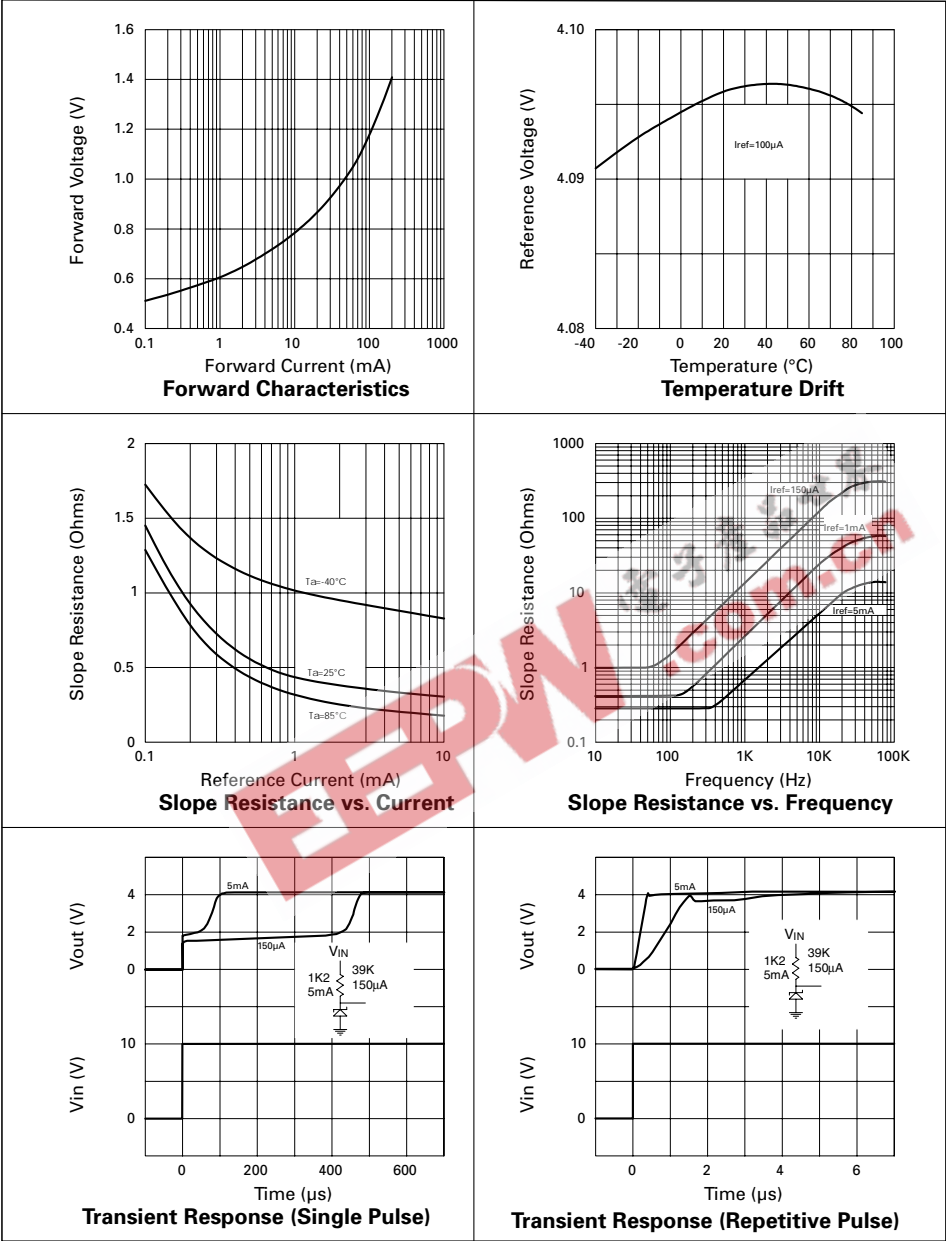 1.6
1.4
1.2
1.0
0.8
0.6
0.4
Forward Voltage (V)
0.1 1 10 100 1000
Forward Current (mA)
Forward Characteristics
4.10
4.09
4.08
Reference Voltage (V)
Iref=100µA
-40 -20 0 20 40 60 80 100
Temperature (°C)
Temperature Drift
2
1.5
1
0.5
0
Slope Resistance (Ohms)
Ta=-40°C
Ta=25°C
Ta=85°C
0.1 1 10
Reference Current (mA)
Slope Resistance vs. Current
1000
100
10
1
0.1
Slope Resistance (Ohms)
Iref=150µA
Iref=1mA
Iref=5mA
10 100 1K 10K 100K
Frequency (Hz)
Slope Resistance vs. Frequency
EEPW.com.cn
電子產品世界
4
2
0
Vout (V)
5mA
150µA
VIN
1K2 39K
5mA 150µA
10
0
Vin (V)
0 200 400 600
Time (µs)
Transient Response (Single Pulse)
4
2
0
Vout (V)
5mA
150µA
VIN
1K2 39K
5mA 150µA
10
0
Vin (V)
0 2 4 6
Time (µs)
Transient Response (Repetitive Pulse)